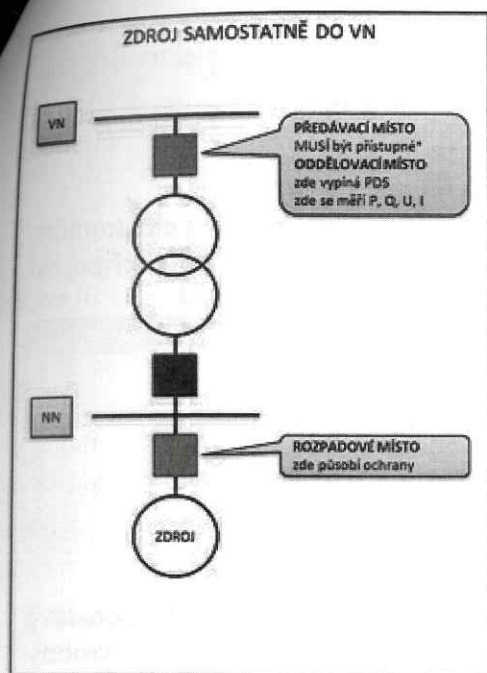 ZDROJ SAMOSTATNĚ DO VN
VN
PŘEDÁVACÍ MÍSTO
MUSÍ být přístupné*
ODDĚLOVACÍ MÍSTO
zde vypíná PDS
zde se měří P, Q, U, I
NN
ROZPADOVÉ MÍSTO
zde působí ochrany
ZDROJ